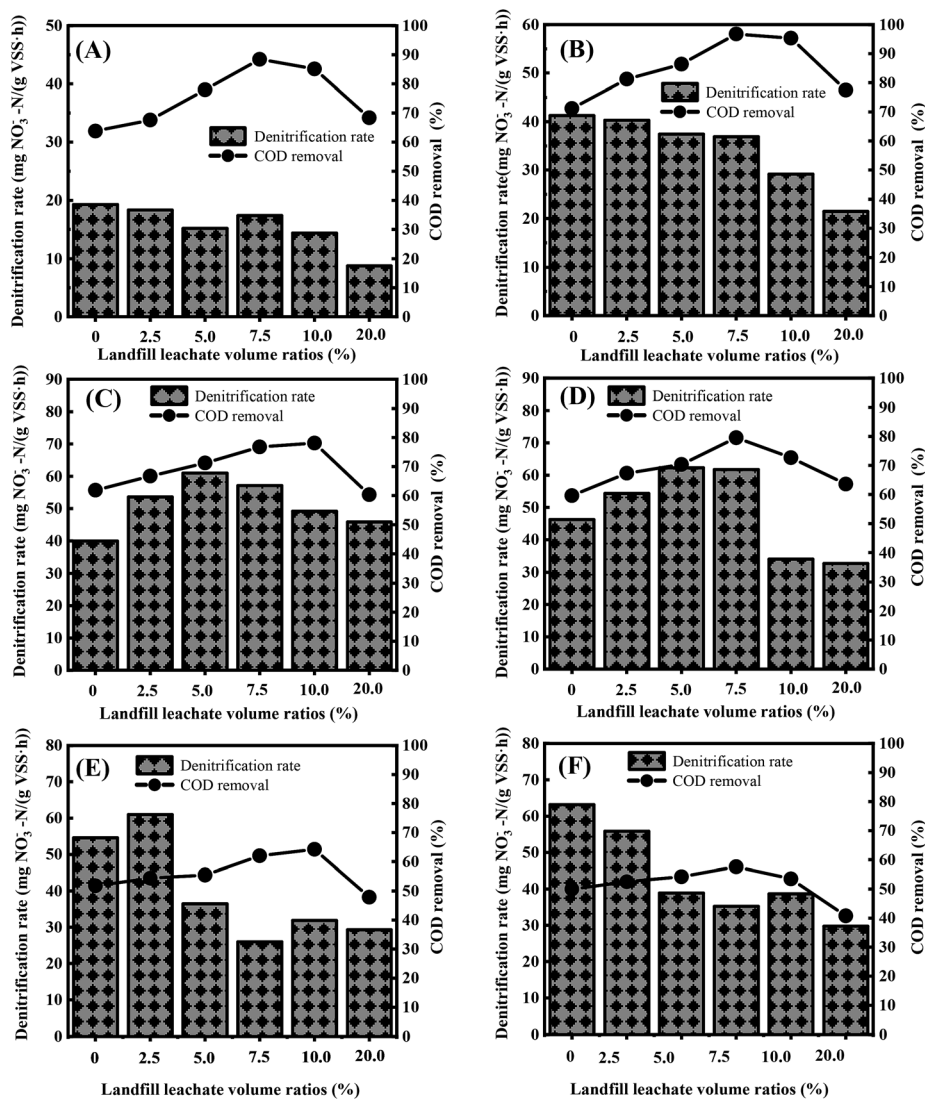 (A)
Denitrification rate
COD removal
50
40
30
20
10
0
100
90
80
70
60
50
40
30
20
10
0
0 2.5 5.0 7.5 10.0 20.0
Landfill leachate volume ratios (%)
Denitrification rate (mg NO₃⁻-N/(g VSS·h))
COD removal (%)
(B)
Denitrification rate
COD removal
60
50
40
30
20
10
0
100
90
80
70
60
50
40
30
20
10
0
0 2.5 5.0 7.5 10.0 20.0
Landfill leachate volume ratios (%)
Denitrification rate(mg NO₃⁻-N/(g VSS·h))
COD removal (%)
(C)
Denitrification rate
COD removal
90
80
70
60
50
40
30
20
10
0
100
90
80
70
60
50
40
30
20
10
0
0 2.5 5.0 7.5 10.0 20.0
Landfill leachate volume ratios (%)
Denitrification rate (mg NO₃⁻-N/(g VSS·h))
COD removal (%)
(D)
Denitrification rate
COD removal
90
80
70
60
50
40
30
20
10
0
100
90
80
70
60
50
40
30
20
10
0
0 2.5 5.0 7.5 10.0 20.0
Landfill leachate volume ratios (%)
Denitrification rate (mg NO₃⁻-N/(g VSS·h))
COD removal (%)
(E)
Denitrification rate
COD removal
80
70
60
50
40
30
20
10
0
100
90
80
70
60
50
40
30
20
10
0
0 2.5 5.0 7.5 10.0 20.0
Landfill leachate volume ratios (%)
Denitrification rate (mg NO₃⁻-N/(g VSS·h))
COD removal (%)
(F)
Denitrification rate
COD removal
80
70
60
50
40
30
20
10
0
100
90
80
70
60
50
40
30
20
10
0
0 2.5 5.0 7.5 10.0 20.0
Landfill leachate volume ratios (%)
Denitrification rate (mg NO₃⁻-N/(g VSS·h))
COD removal (%)